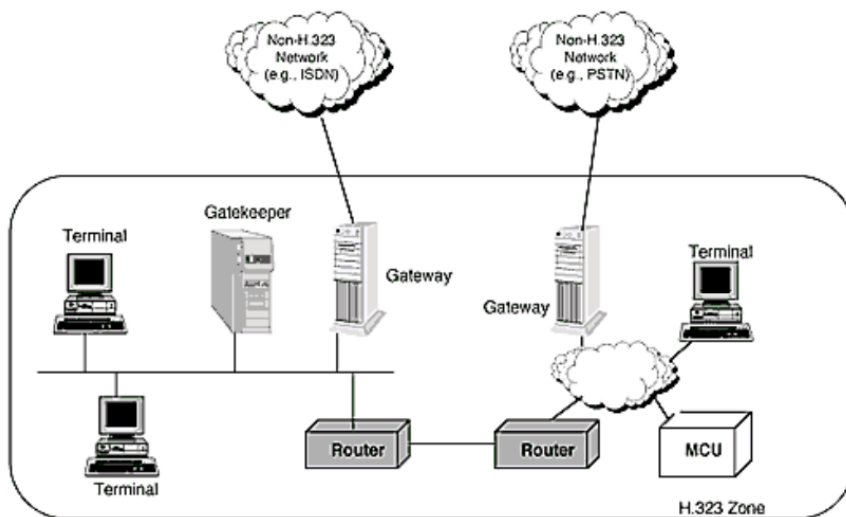 Non-H.323
Network
(e.g., ISDN)
Non-H.323
Network
(e.g., PSTN)
Gatekeeper
Terminal
Gateway
Terminal
Gateway
Terminal
Router
Router
MCU
H.323 Zone